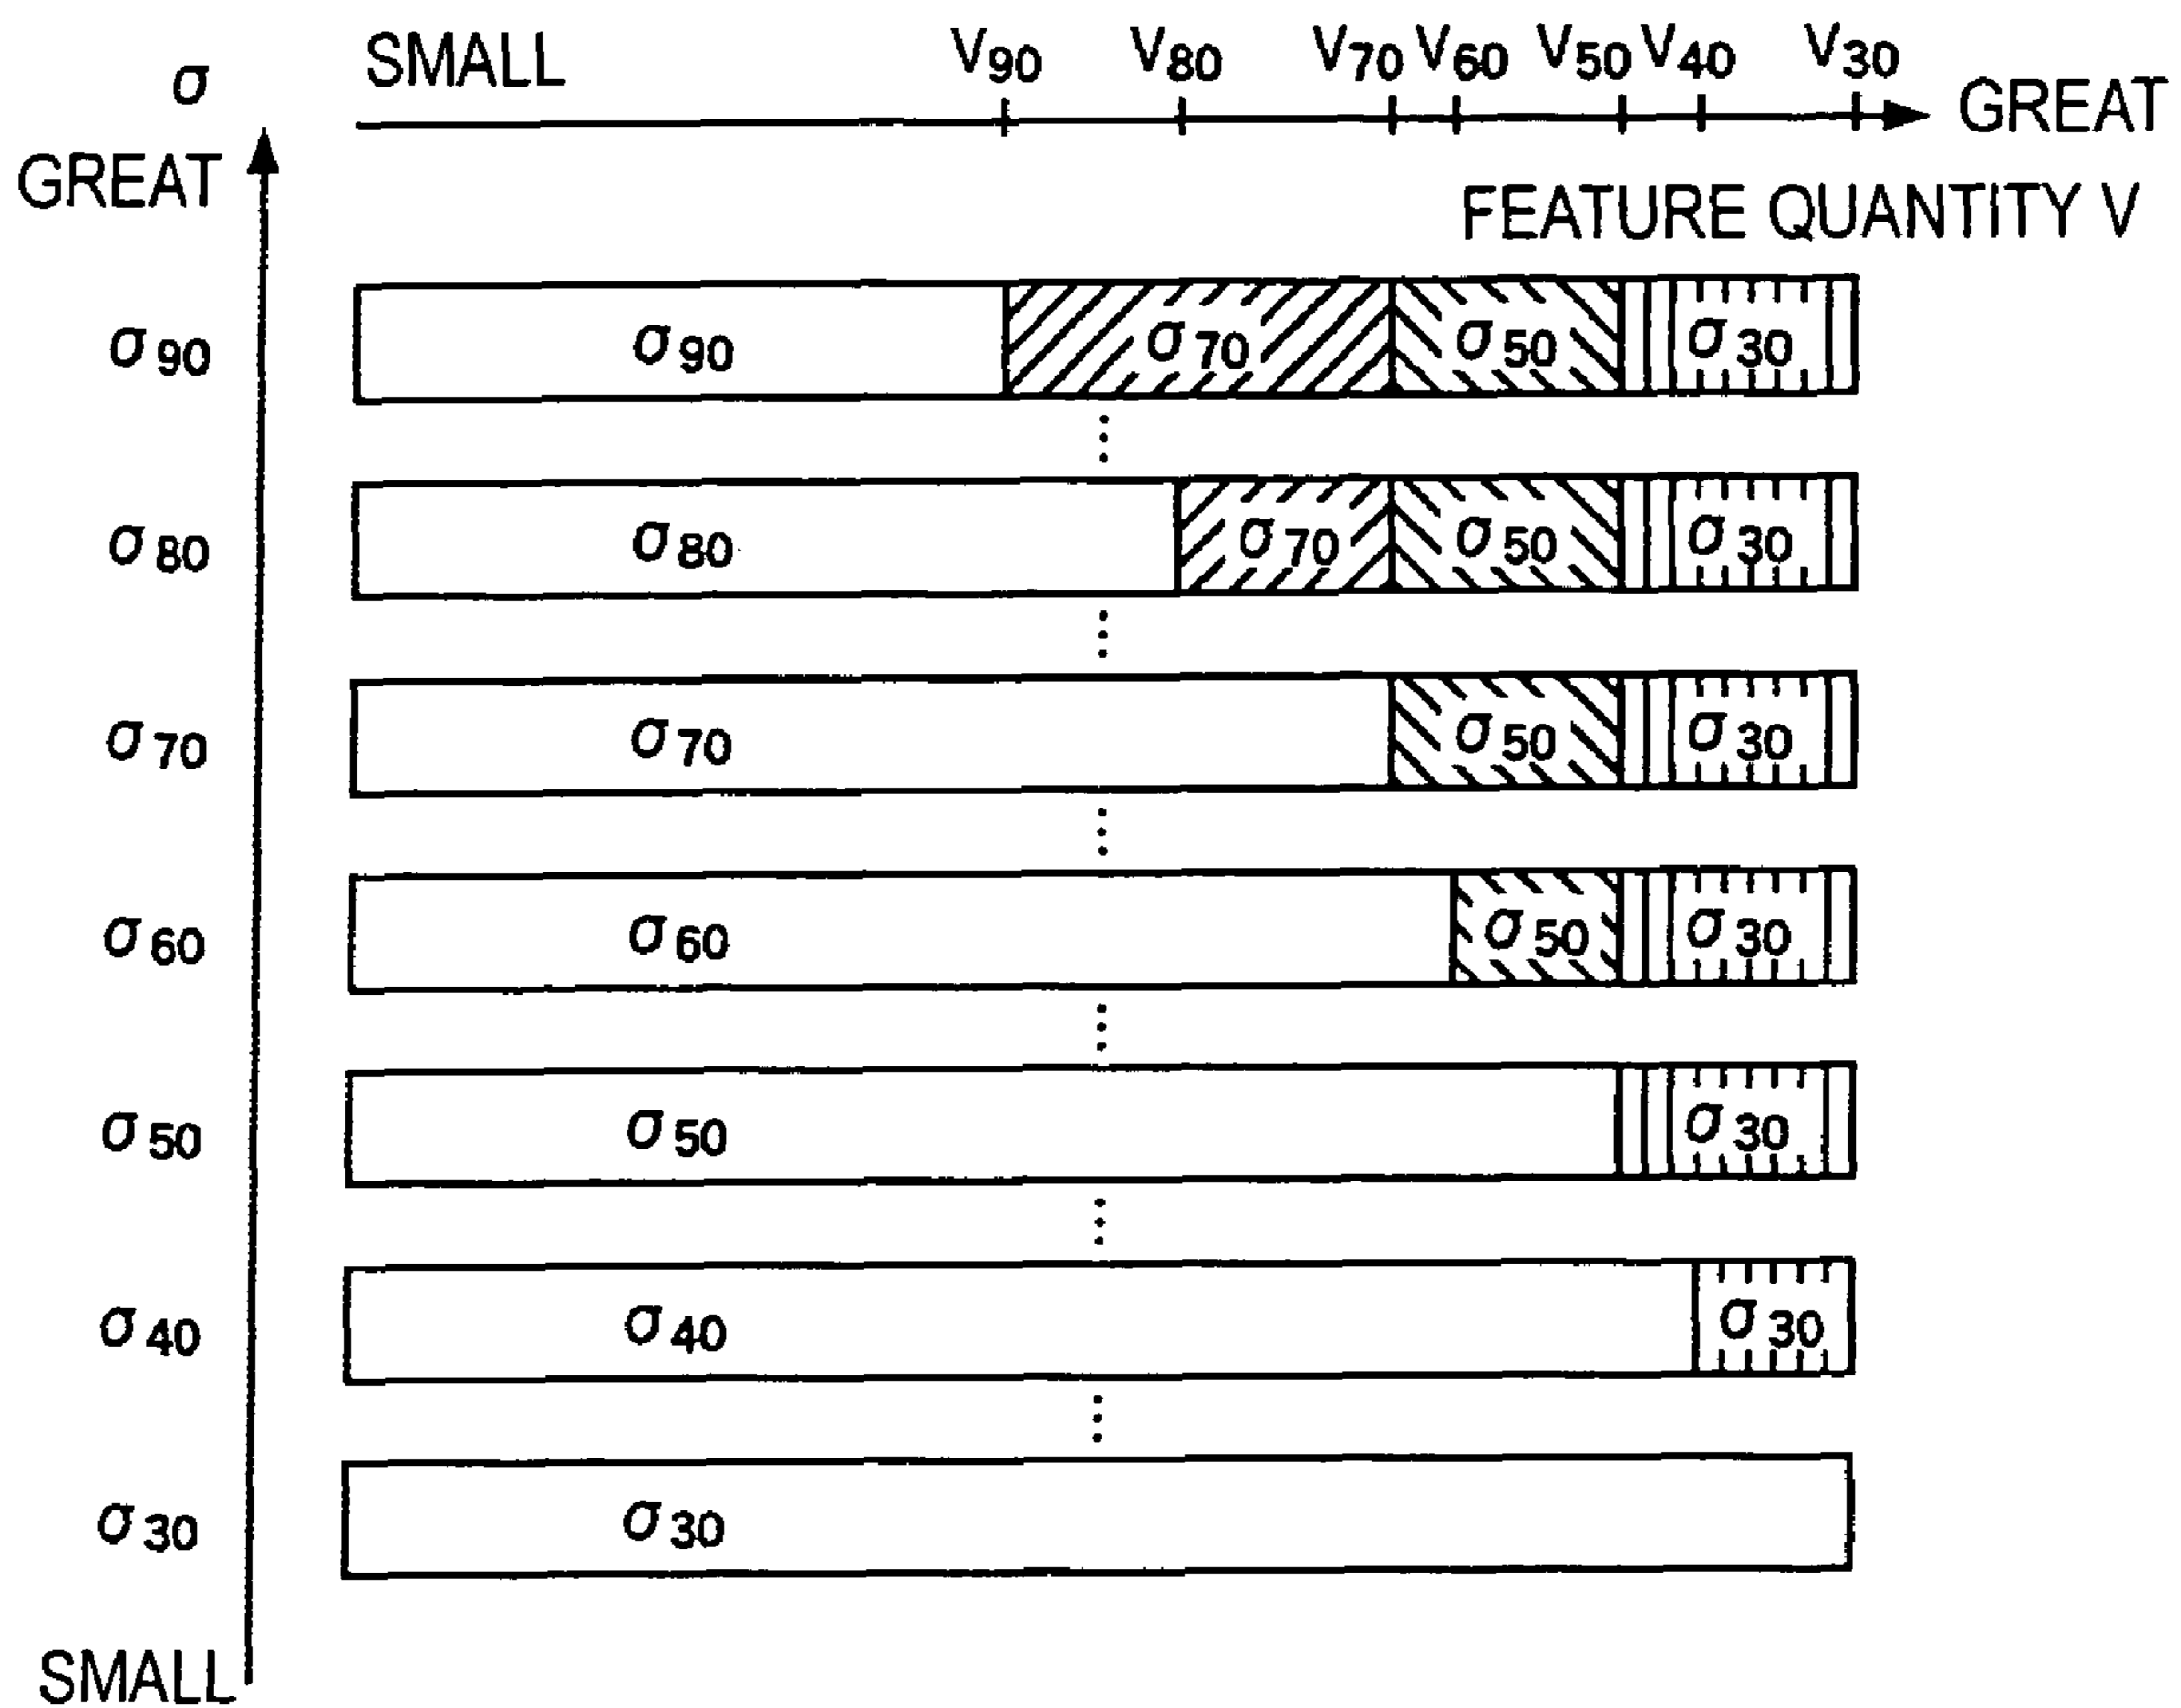 σ SMALL V90 V80 V70 V60 V50 V40 V30 GREAT
GREAT
FEATURE QUANTITY V
σ90 σ90 σ70 σ50 σ30
σ80 σ80 σ70 σ50 σ30
σ70 σ70 σ50 σ30
σ60 σ60 σ50 σ30
σ50 σ50 σ30
σ40 σ40 σ30
σ30 σ30
SMALL